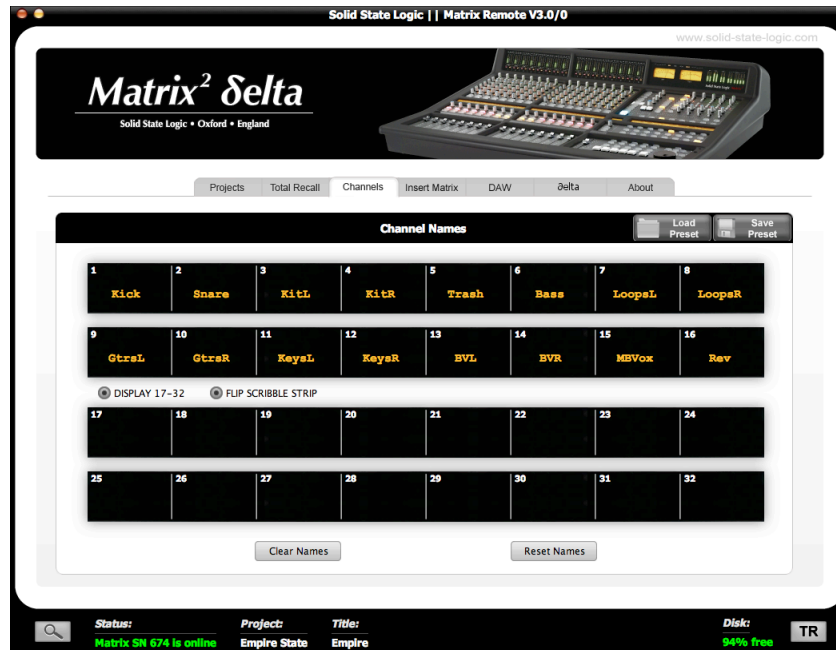 Solid State Logic || Matrix Remote V3.0/0
www.solid-state-logic.com
Matrix² δelta
Solid State Logic • Oxford • England
Projects Total Recall Channels Insert Matrix DAW ∂elta About
Channel Names
Load Preset
Save Preset
1 2 3 4 5 6 7 8
Kick Snare KitL KitR Trash Bass LoopsL LoopsR
9 10 11 12 13 14 15 16
GtrsL GtrsR KeysL KeysR BVL BVR MBVox Rev
DISPLAY 17-32 FLIP SCRIBBLE STRIP
17 18 19 20 21 22 23 24
25 26 27 28 29 30 31 32
Clear Names Reset Names
Status: Project: Title: Disk:
Matrix SN 674 is online Empire State Empire 94% free
TR